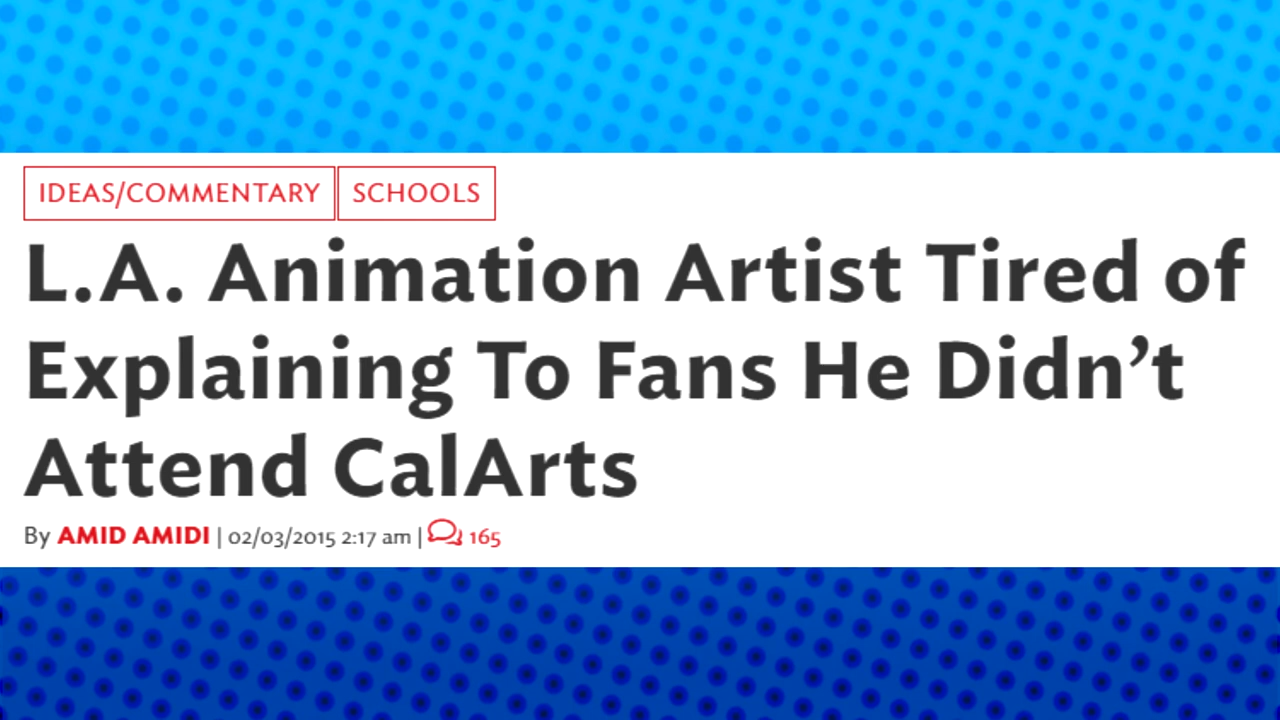 IDEAS/COMMENTARY SCHOOLS
L.A. Animation Artist Tired of
Explaining To Fans He Didn’t
Attend CalArts
By AMID AMIDI | 02/03/2015 2:17 am | 165